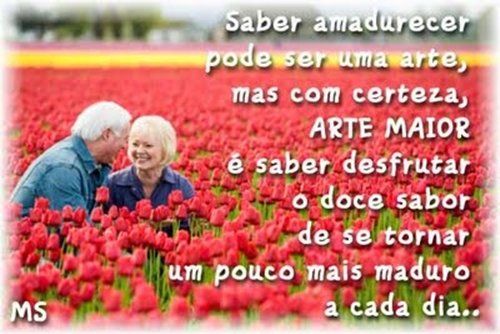 Saber amadurecer
pode ser uma arte,
mas com certeza,
ARTE MAIOR
é saber desfrutar
o doce sabor
de se tornar
um pouco mais maduro
a cada dia..
MS